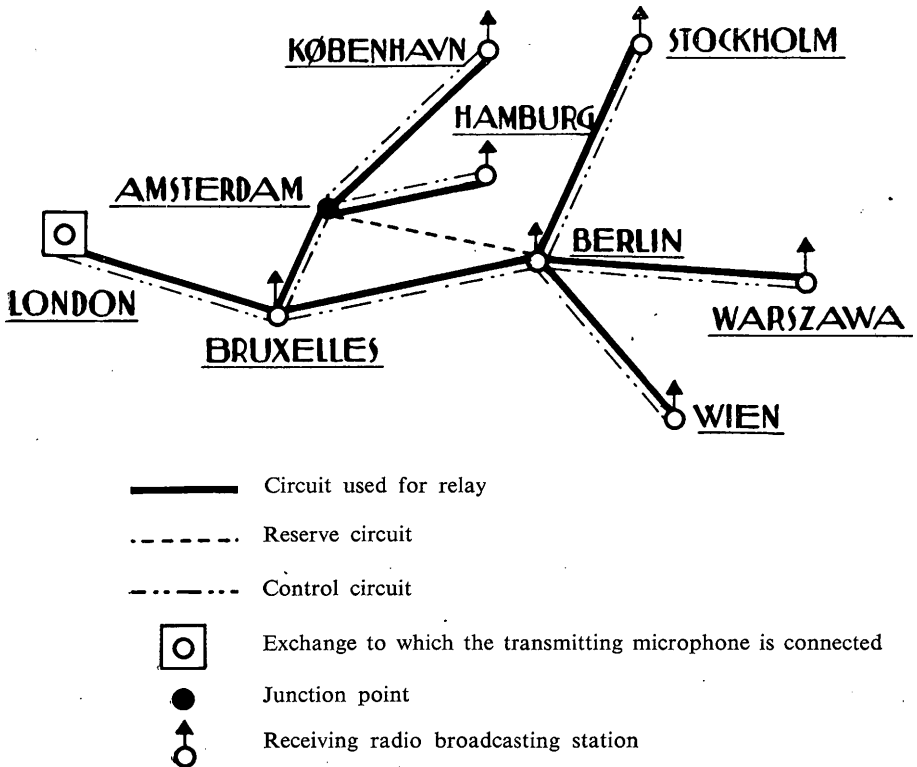 KØBENHAVN
STOCKHOLM
HAMBURG
AMSTERDAM
BERLIN
LONDON
WARSZAWA
BRUXELLES
WIEN
Circuit used for relay
Reserve circuit
Control circuit
Exchange to which the transmitting microphone is connected
Junction point
Receiving radio broadcasting station